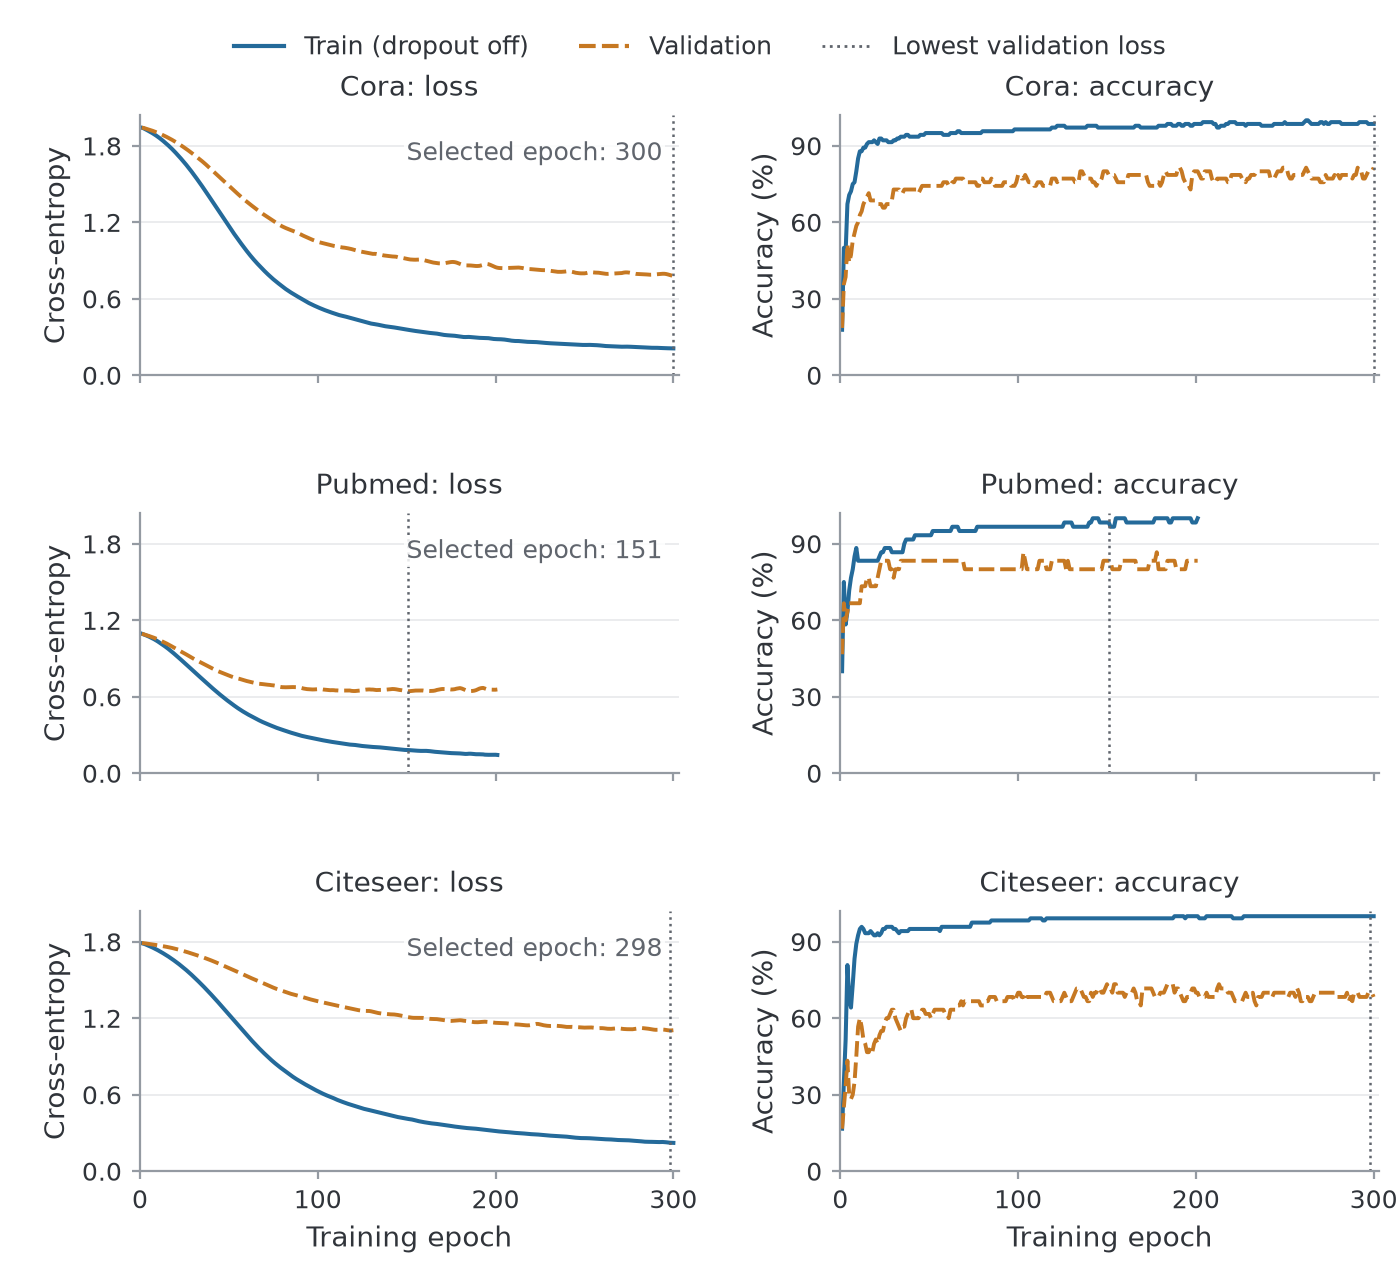 Train (dropout off) Validation Lowest validation loss
Cora: loss
Cross-entropy
1.8
1.2
0.6
0.0
Selected epoch: 300
Cora: accuracy
Accuracy (%)
90
60
30
0
Pubmed: loss
Cross-entropy
1.8
1.2
0.6
0.0
Selected epoch: 151
Pubmed: accuracy
Accuracy (%)
90
60
30
0
Citeseer: loss
Cross-entropy
1.8
1.2
0.6
0.0
Selected epoch: 298
0 100 200 300
Training epoch
Citeseer: accuracy
Accuracy (%)
90
60
30
0
0 100 200 300
Training epoch